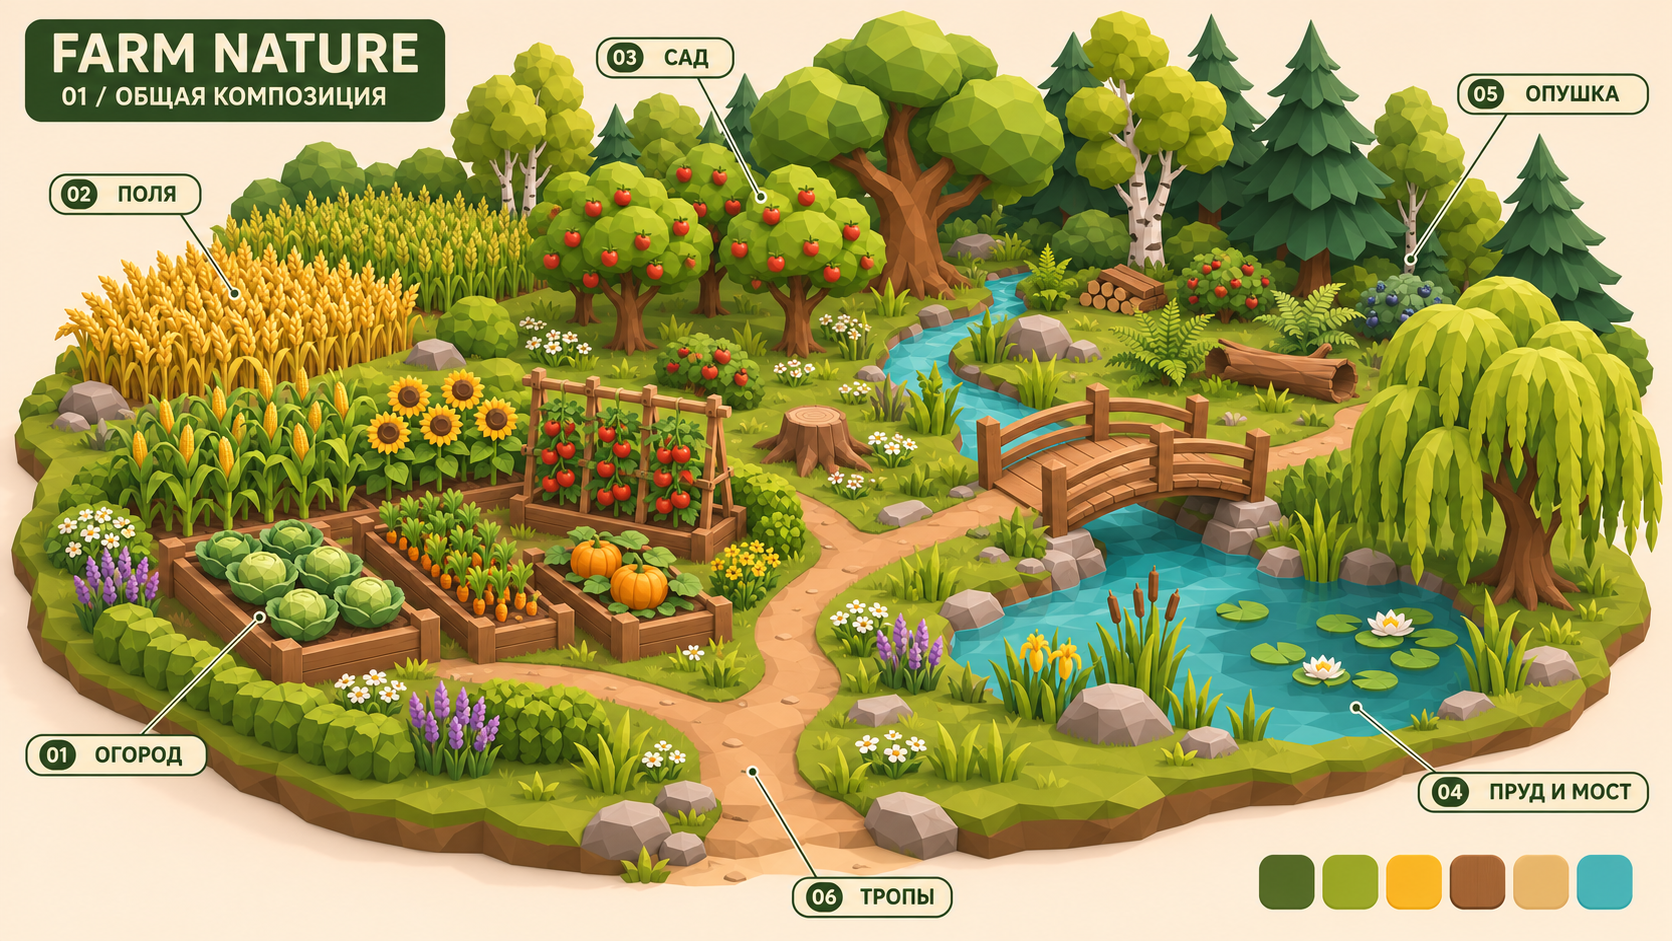 FARM NATURE
01 / ОБЩАЯ КОМПОЗИЦИЯ
03 САД
05 ОПУШКА
02 ПОЛЯ
01 ОГОРОД
04 ПРУД И МОСТ
06 ТРОПЫ